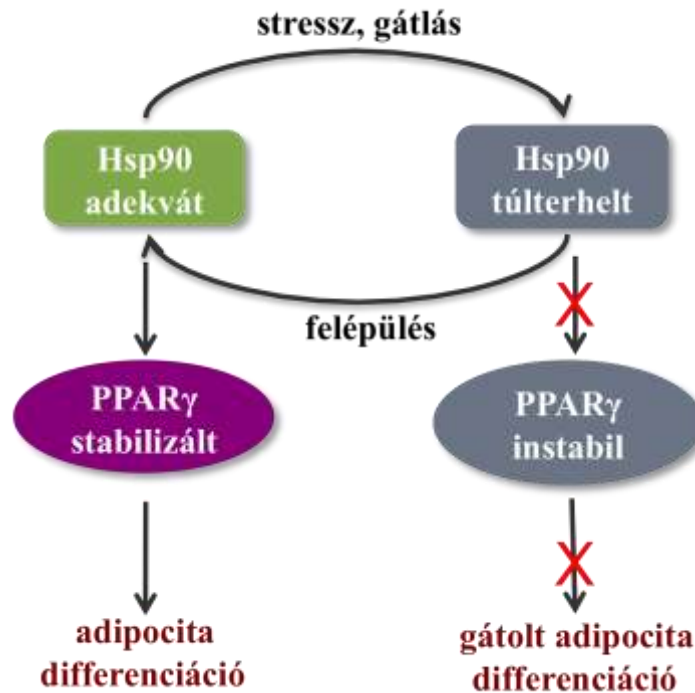 stressz, gátlás
Hsp90
adekvát
Hsp90
túlterhelt
felépülés
PPARγ
stabilizált
PPARγ
instabil
adipocita
differenciáció
gátolt adipocita
differenciáció